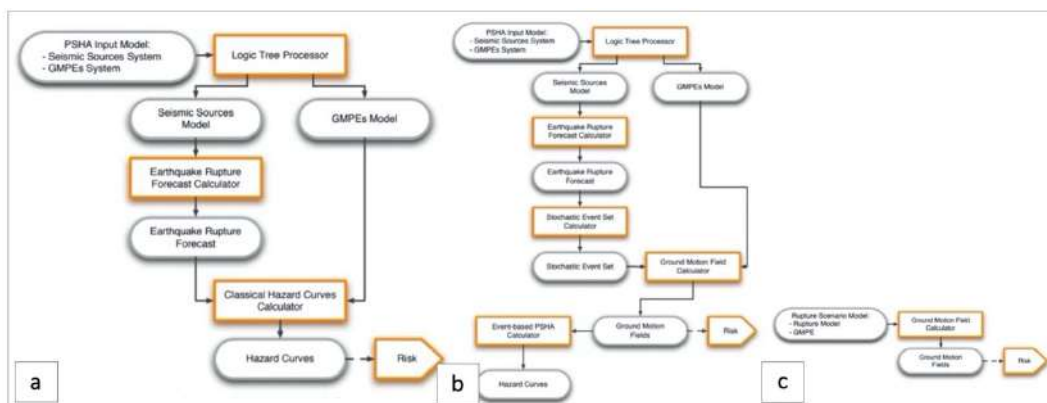 PSHA Input Model:
- Seismic Sources System
- GMPEs System
Logic Tree Processor
Seismic Sources
Model
GMPEs Model
Earthquake Rupture
Forecast Calculator
Earthquake Rupture
Forecast
Classical Hazard Curves
Calculator
Hazard Curves
Risk
a
PSHA Input Model:
- Seismic Sources System
- GMPEs System
Logic Tree Processor
Seismic Sources
Model
GMPEs Model
Earthquake Rupture
Forecast Calculator
Earthquake Rupture
Forecast
Stochastic Event Set
Calculator
Stochastic Event Set
Ground Motion Field
Calculator
Event-based PSHA
Calculator
Ground Motion
Fields
Risk
Hazard Curves
b
Rupture Scenario Model:
- Rupture Model
- GMPE
Ground Motion Field
Calculator
Ground Motion
Fields
Risk
c